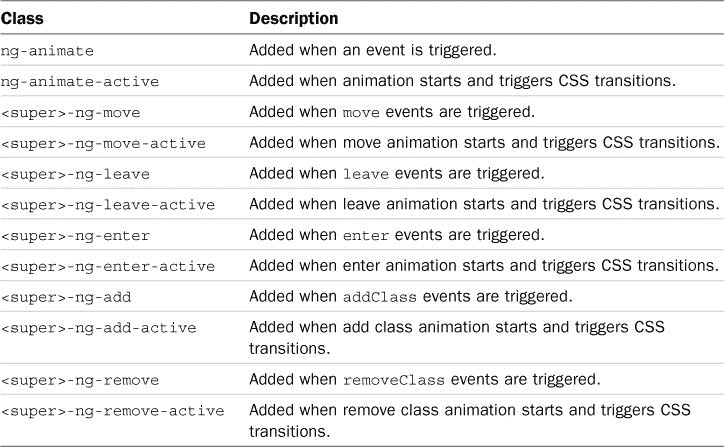 Class Description
ng-animate Added when an event is triggered.
ng-animate-active Added when animation starts and triggers CSS transitions.
<super>-ng-move Added when move events are triggered.
<super>-ng-move-active Added when move animation starts and triggers CSS transitions.
<super>-ng-leave Added when leave events are triggered.
<super>-ng-leave-active Added when leave animation starts and triggers CSS transitions.
<super>-ng-enter Added when enter events are triggered.
<super>-ng-enter-active Added when enter animation starts and triggers CSS transitions.
<super>-ng-add Added when addClass events are triggered.
<super>-ng-add-active Added when add class animation starts and triggers CSS
transitions.
<super>-ng-remove Added when removeClass events are triggered.
<super>-ng-remove-active Added when remove class animation starts and triggers CSS
transitions.